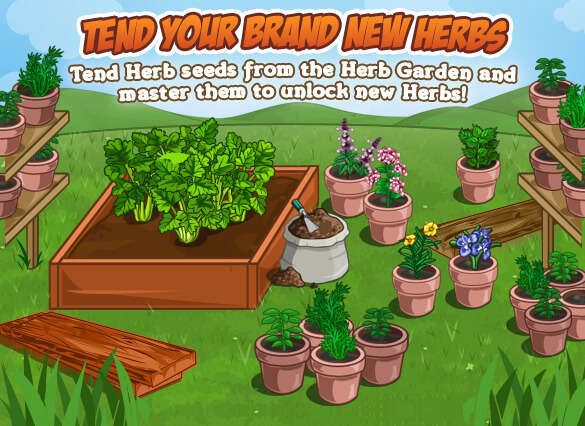 TEND YOUR BRAND NEW HERBS
Tend Herb seeds from the Herb Garden and
master them to unlock new Herbs!